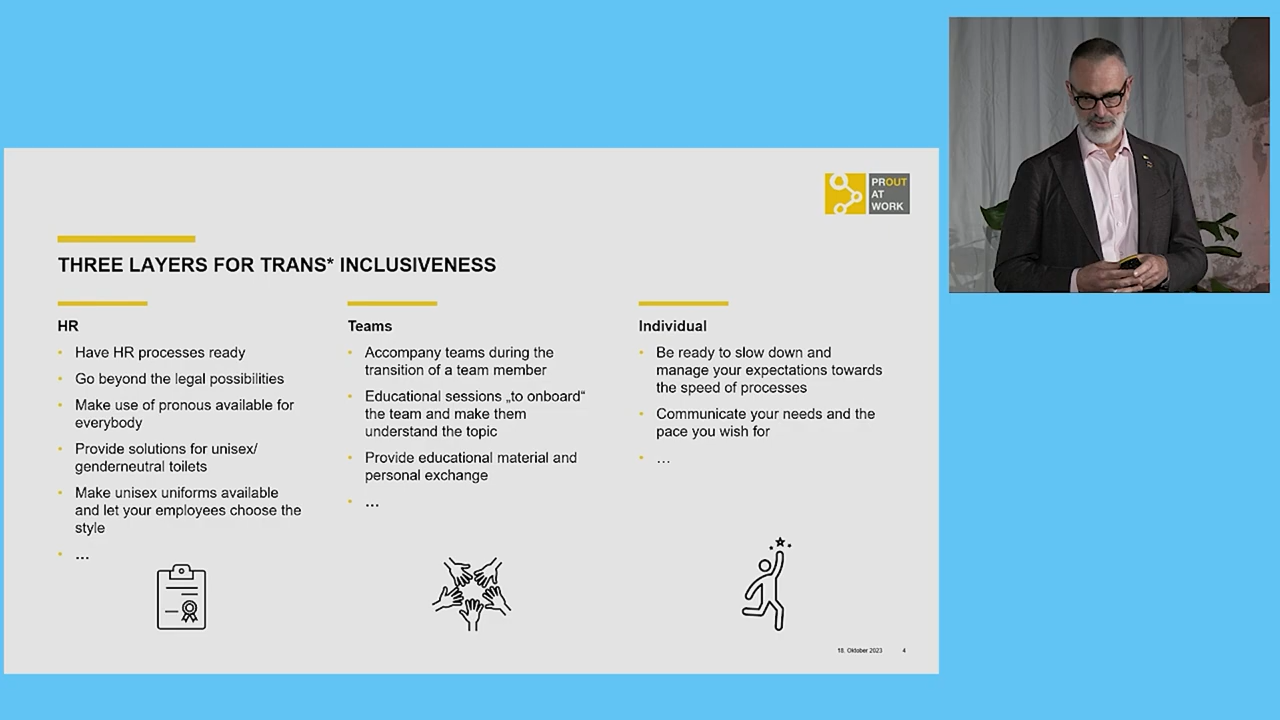 PROUT
AT
WORK
THREE LAYERS FOR TRANS* INCLUSIVENESS
HR
• Have HR processes ready
• Go beyond the legal possibilities
• Make use of pronous available for
everybody
• Provide solutions for unisex/
genderneutral toilets
• Make unisex uniforms available
and let your employees choose the
style
• ...
Teams
• Accompany teams during the
transition of a team member
• Educational sessions „to onboard“
the team and make them
understand the topic
• Provide educational material and
personal exchange
• ...
Individual
• Be ready to slow down and
manage your expectations towards
the speed of processes
• Communicate your needs and the
pace you wish for
• ...
18. Oktober 2023 4